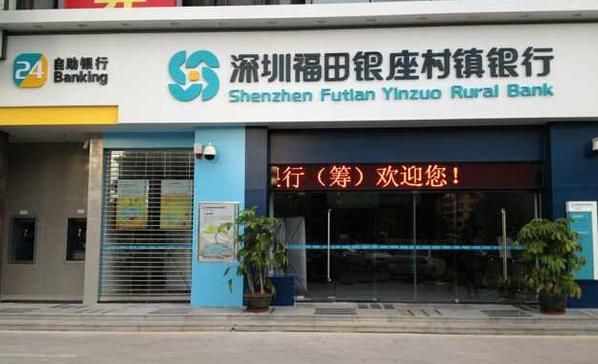 24
自助银行
Banking
深圳福田银座村镇银行
Shenzhen Futian Yinzuo Rural Bank
行（筹）欢迎您！